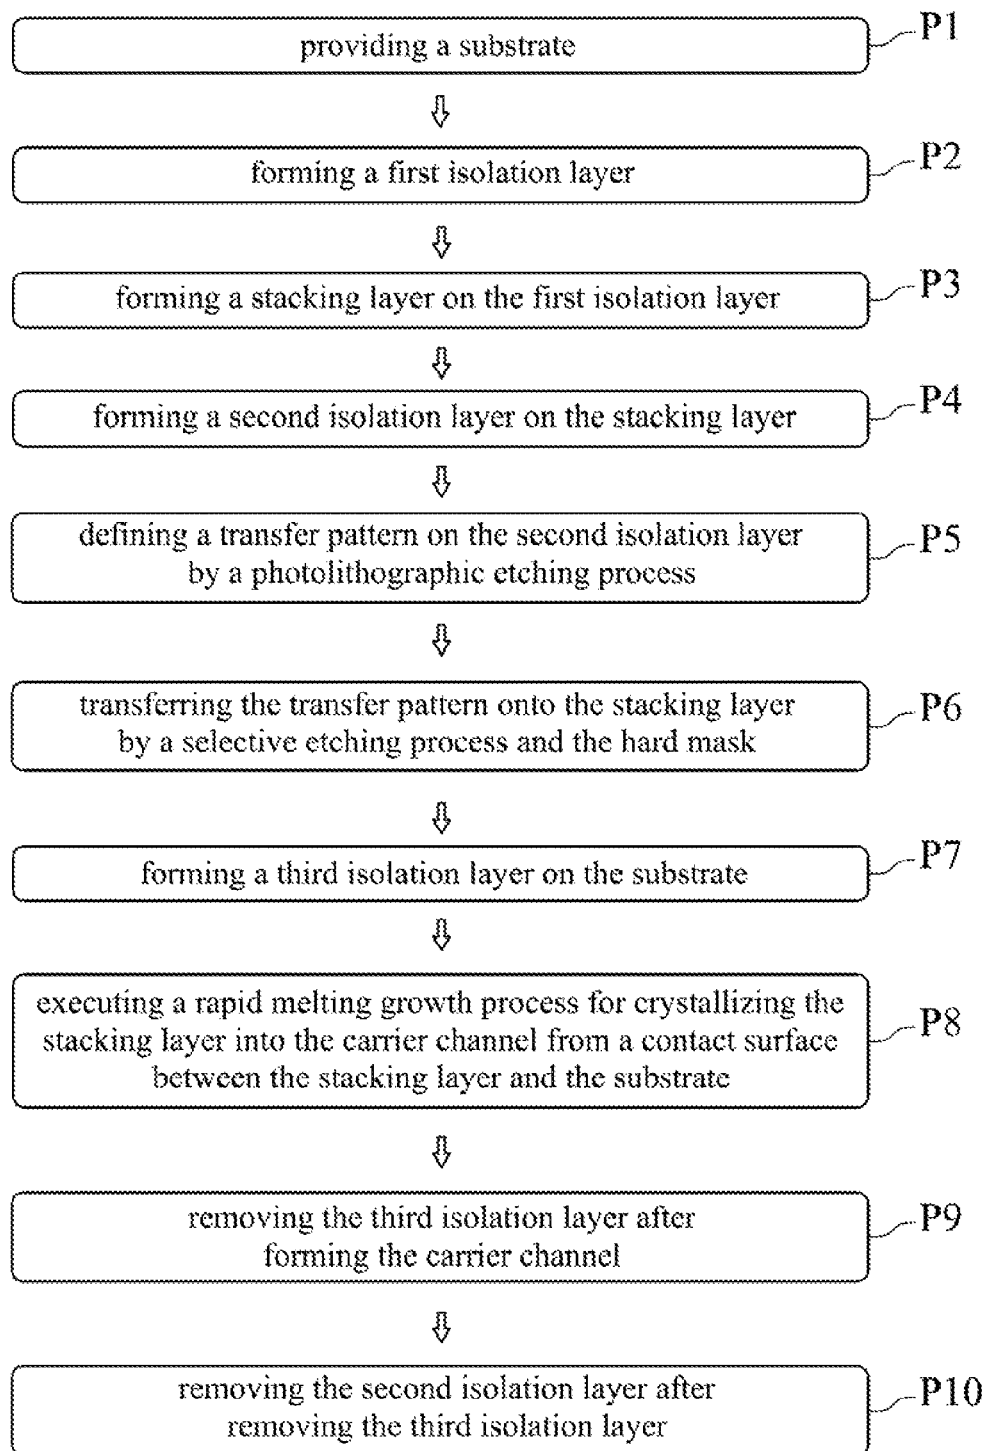 providing a substrate
P1
forming a first isolation layer
P2
forming a stacking layer on the first isolation layer
P3
forming a second isolation layer on the stacking layer
P4
defining a transfer pattern on the second isolation layer
by a photolithographic etching process
P5
transferring the transfer pattern onto the stacking layer
by a selective etching process and the hard mask
P6
forming a third isolation layer on the substrate
P7
executing a rapid melting growth process for crystallizing the
stacking layer into the carrier channel from a contact surface
between the stacking layer and the substrate
P8
removing the third isolation layer after
forming the carrier channel
P9
removing the second isolation layer after
removing the third isolation layer
P10